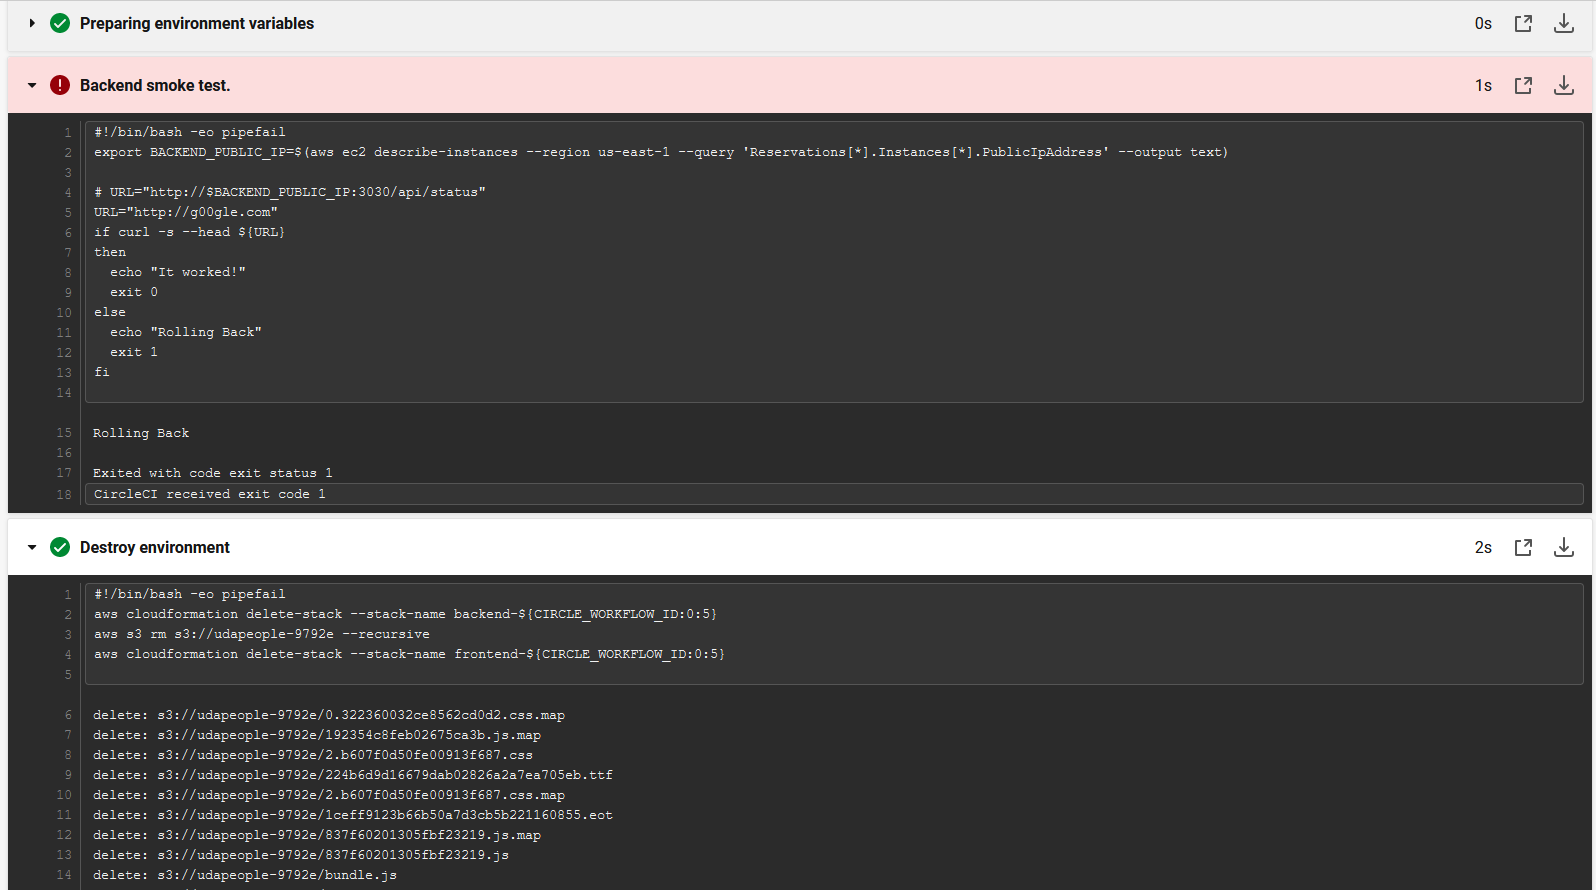 Preparing environment variables 0s
Backend smoke test. 1s
1 #!/bin/bash -eo pipefail
2 export BACKEND_PUBLIC_IP=$(aws ec2 describe-instances --region us-east-1 --query 'Reservations[*].Instances[*].PublicIpAddress' --output text)
3
4 # URL="http://$BACKEND_PUBLIC_IP:3030/api/status"
5 URL="http://g00gle.com"
6 if curl -s --head ${URL}
7 then
8   echo "It worked!"
9   exit 0
10 else
11   echo "Rolling Back"
12   exit 1
13 fi
14
15 Rolling Back
16
17 Exited with code exit status 1
18 CircleCI received exit code 1
Destroy environment 2s
1 #!/bin/bash -eo pipefail
2 aws cloudformation delete-stack --stack-name backend-${CIRCLE_WORKFLOW_ID:0:5}
3 aws s3 rm s3://udapeople-9792e --recursive
4 aws cloudformation delete-stack --stack-name frontend-${CIRCLE_WORKFLOW_ID:0:5}
5
6 delete: s3://udapeople-9792e/0.322360032ce8562cd0d2.css.map
7 delete: s3://udapeople-9792e/192354c8feb02675ca3b.js.map
8 delete: s3://udapeople-9792e/2.b607f0d50fe00913f687.css
9 delete: s3://udapeople-9792e/224b6d9d16679dab02826a2a7ea705eb.ttf
10 delete: s3://udapeople-9792e/2.b607f0d50fe00913f687.css.map
11 delete: s3://udapeople-9792e/1ceff9123b66b50a7d3cb5b221160855.eot
12 delete: s3://udapeople-9792e/837f60201305fbf23219.js.map
13 delete: s3://udapeople-9792e/837f60201305fbf23219.js
14 delete: s3://udapeople-9792e/bundle.js